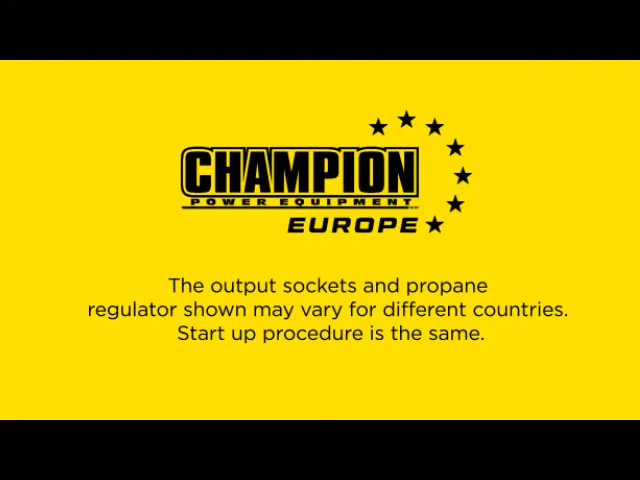 CHAMPION
POWER EQUIPMENT
EUROPE
The output sockets and propane
regulator shown may vary for different countries.
Start up procedure is the same.